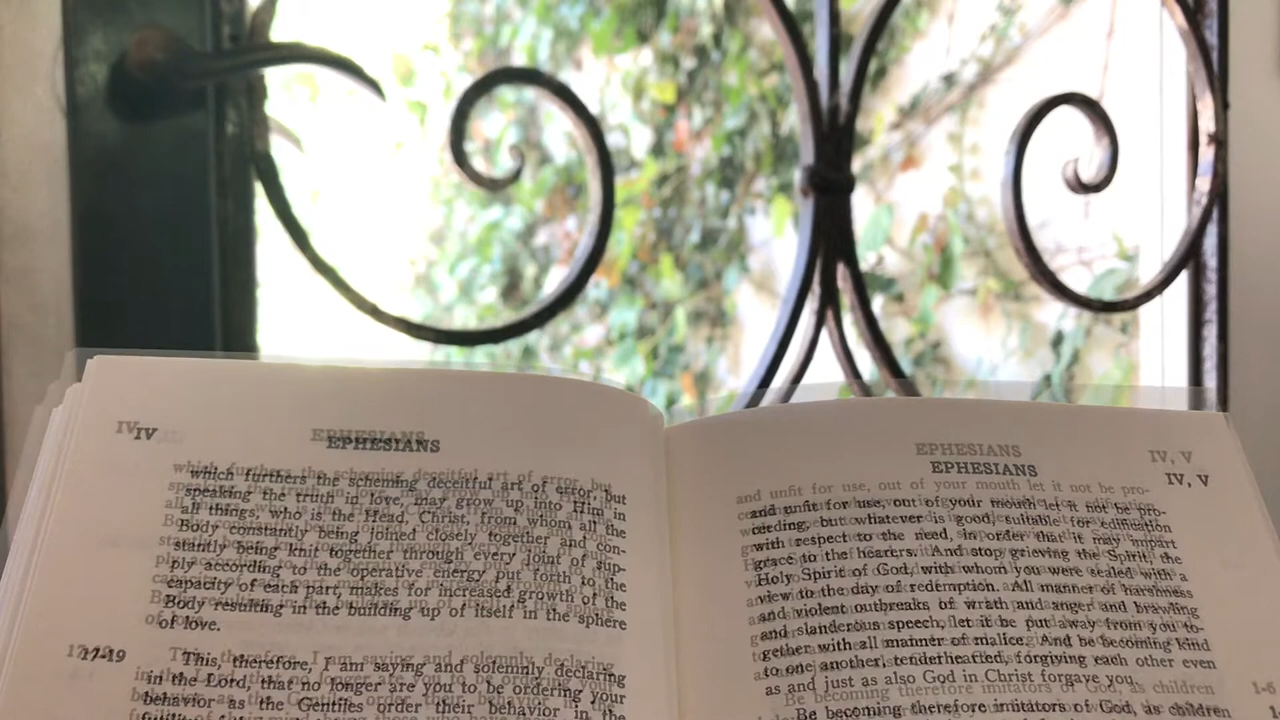 IV
EPHESIANS
which furthers the scheming deceitful art of error, but
speaking the truth in love, may grow up into Him in
all things, who is the Head, Christ, from whom all the
Body constantly being joined closely together and con-
stantly being knit together through every joint of sup-
ply according to the operative energy put forth to the
capacity of each part, makes for increased growth of the
Body resulting in the building up of itself in the sphere
of love.
17-19
This, therefore, I am saying and solemnly declaring
in the Lord, that no longer are you to be ordering your
behavior as the Gentiles order their behavior in the
EPHESIANS
IV, V
and unfit for use, out of your mouth let it not be pro-
ceeding, but whatever is good, suitable for edification
with respect to the need, in order that it may impart
grace to the hearers. And stop grieving the Spirit, the
Holy Spirit of God, with whom you were sealed with a
view to the day of redemption. All manner of harshness
and violent outbreaks of wrath and anger and brawling
and slanderous speech, let it be put away from you to-
gether with all manner of malice. And be becoming kind
to one another, tenderhearted, forgiving each other even
as and just as also God in Christ forgave you.
Be becoming therefore imitators of God, as children
1-6